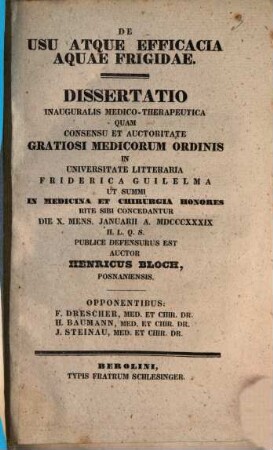 DE
USU ATQUE EFFICACIA
AQUAE FRIGIDAE.
DISSERTATIO
INAUGURALIS MEDICO-THERAPEUTICA
QUAM
CONSENSU ET AUCTORITATE
GRATIOSI MEDICORUM ORDINIS
IN
UNIVERSITATE LITTERARIA
FRIDERICA GUILELMA
UT SUMMI
IN MEDICINA ET CHIRURGIA HONORES
RITE SIBI CONCEDANTUR
DIE X. MENS. JANUARII A. MDCCCXXXIX
H. L. Q. S.
PUBLICE DEFENSURUS EST
AUCTOR
HENRICUS BLOCH,
POSNANIENSIS.
OPPONENTIBUS:
F. DRESCHER, MED. ET CHIR. DR.
H. BAUMANN, MED. ET CHIR. DR.
J. STEINAU, MED. ET CHIR. DR.
BEROLINI,
TYPIS FRATRUM SCHLESINGER.